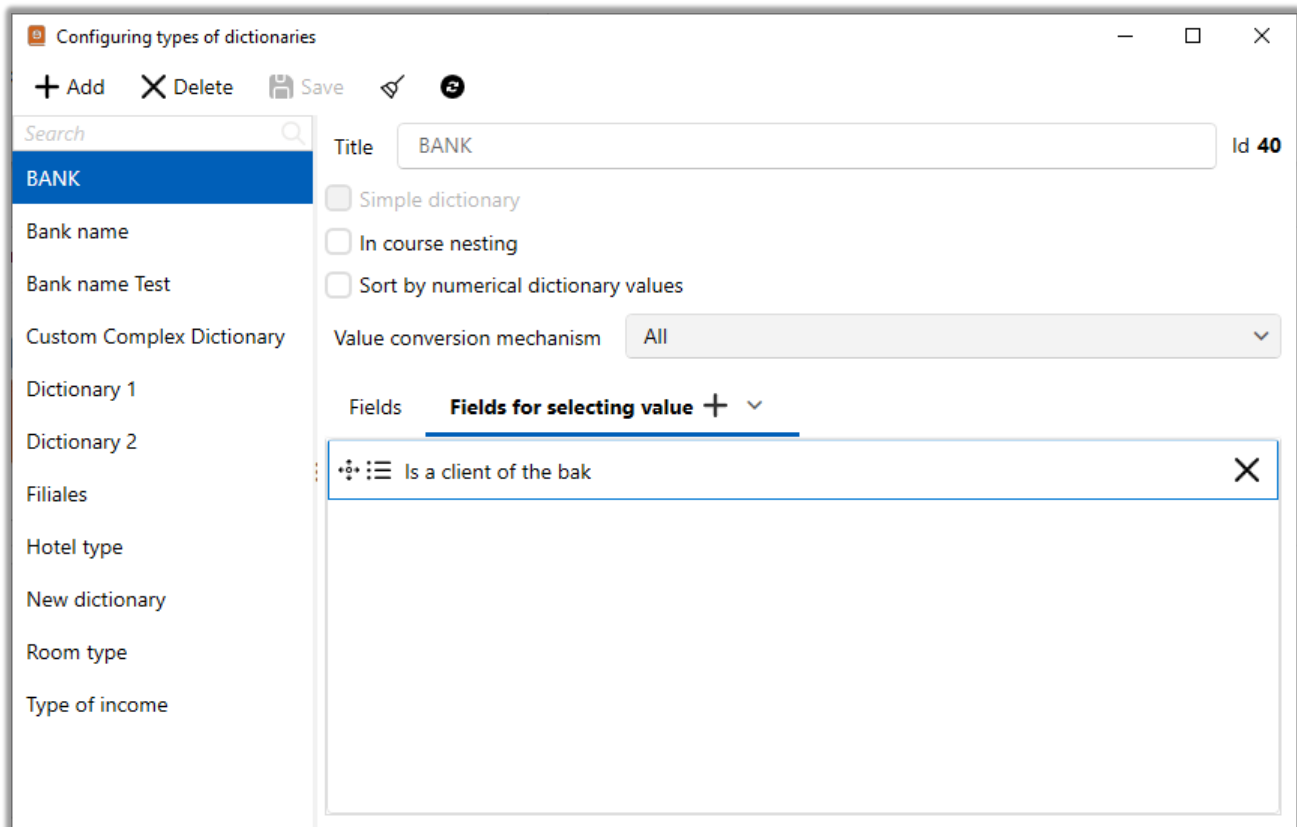 Configuring types of dictionaries
Add Delete Save
Search
Title BANK Id 40
BANK
Simple dictionary
Bank name
In course nesting
Bank name Test
Sort by numerical dictionary values
Custom Complex Dictionary
Value conversion mechanism All
Dictionary 1
Fields Fields for selecting value
Dictionary 2
Is a client of the bak
Filiales
Hotel type
New dictionary
Room type
Type of income